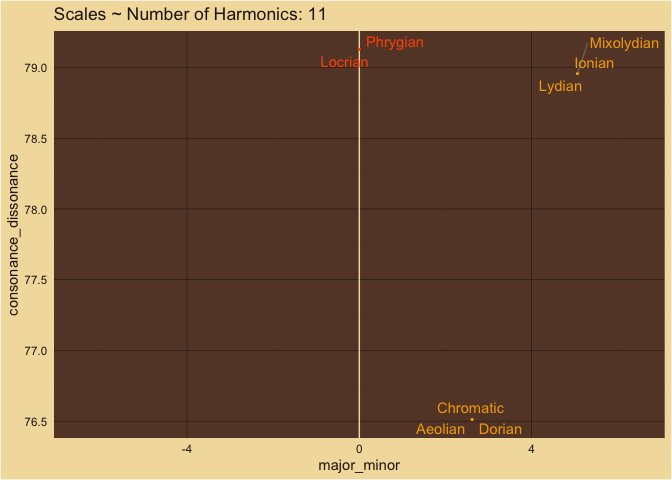 Scales ~ Number of Harmonics: 11
Phrygian
Mixolydian
Locrian
Ionian
79.0
Lydian
78.5
78.0
77.5
77.0
Chromatic
76.5
Aeolian Dorian
-4 0 4
major_minor
consonance_dissonance